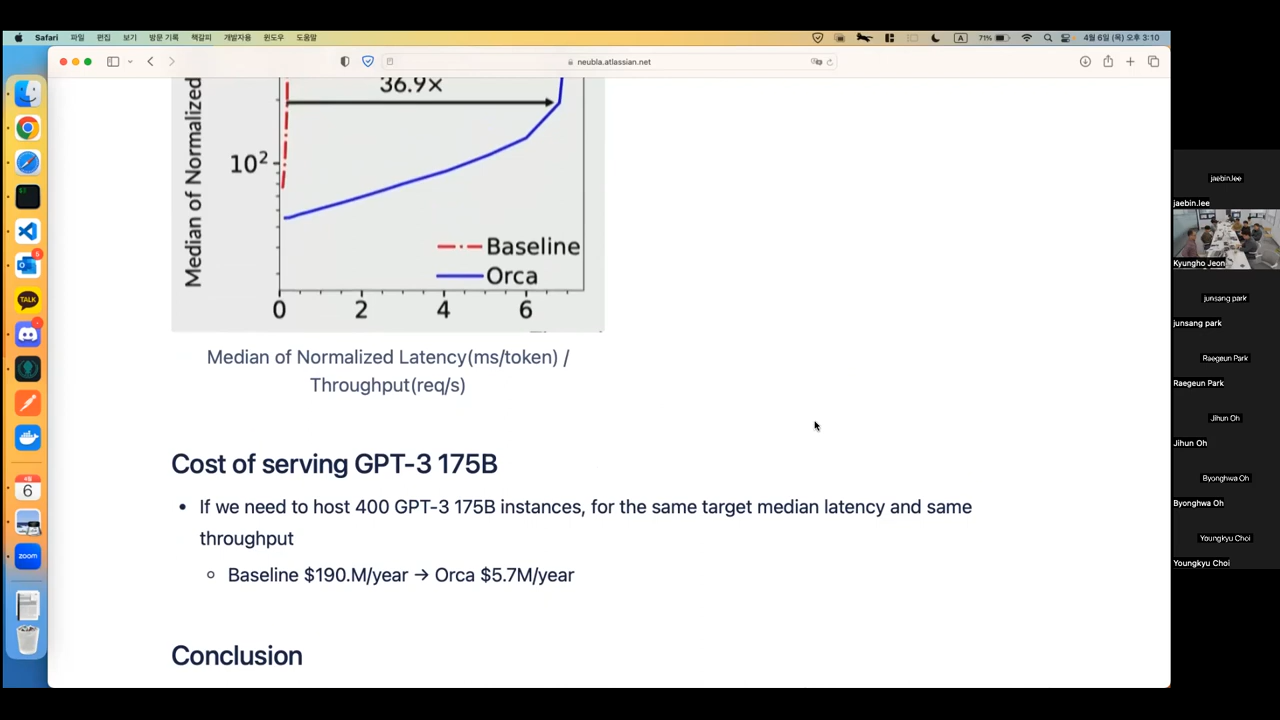 Safari 파일 편집 보기 방문 기록 책갈피 개발자용 윈도우 도움말
A 71% 4월 6일 (목) 오후 3:10
neubla.atlassian.net
36.9×
Median of Normalized
10²
Baseline
Orca
0 2 4 6
Median of Normalized Latency(ms/token) /
Throughput(req/s)
Cost of serving GPT-3 175B
• If we need to host 400 GPT-3 175B instances, for the same target median latency and same
throughput
○ Baseline $190.M/year → Orca $5.7M/year
Conclusion
TALK
6
zoom
jaebin.lee
jaebin.lee
Kyungho Jeon
junsang park
junsang park
Raegeun Park
Raegeun Park
Jihun Oh
Jihun Oh
Byonghwa Oh
Byonghwa Oh
Youngkyu Choi
Youngkyu Choi